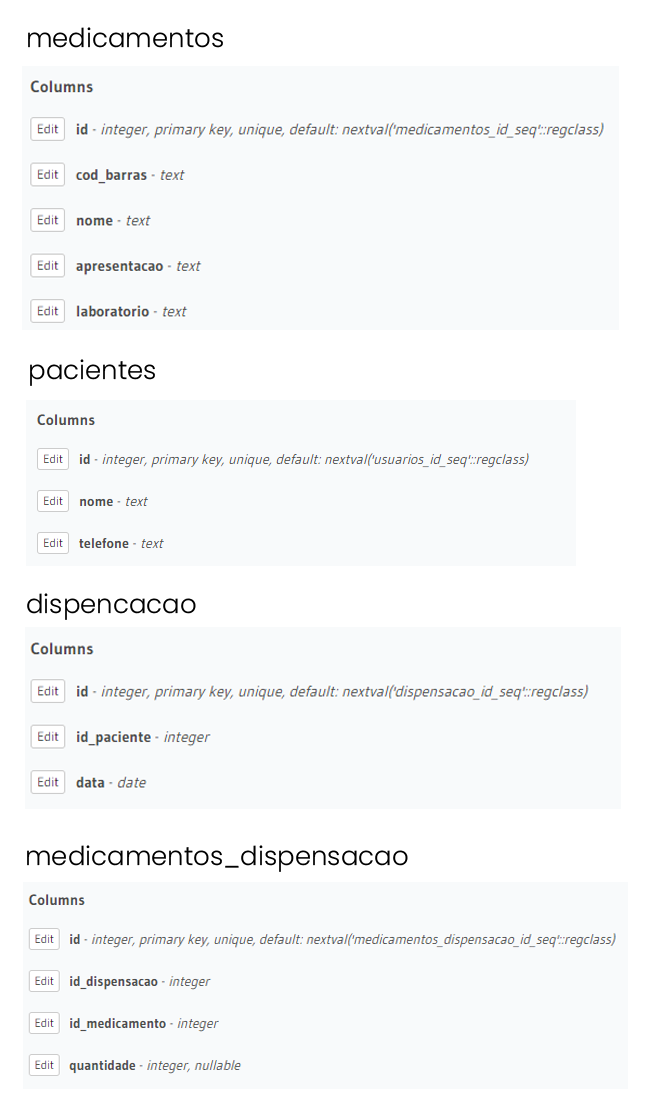 medicamentos
Columns
Edit id - integer, primary key, unique, default: nextval('medicamentos_id_seq'::regclass)
Edit cod_barras - text
Edit nome - text
Edit apresentacao - text
Edit laboratorio - text
pacientes
Columns
Edit id - integer, primary key, unique, default: nextval('usuarios_id_seq'::regclass)
Edit nome - text
Edit telefone - text
dispencacao
Columns
Edit id - integer, primary key, unique, default: nextval('dispensacao_id_seq'::regclass)
Edit id_paciente - integer
Edit data - date
medicamentos_dispensacao
Columns
Edit id - integer, primary key, unique, default: nextval('medicamentos_dispensacao_id_seq'::regclass)
Edit id_dispensacao - integer
Edit id_medicamento - integer
Edit quantidade - integer, nullable